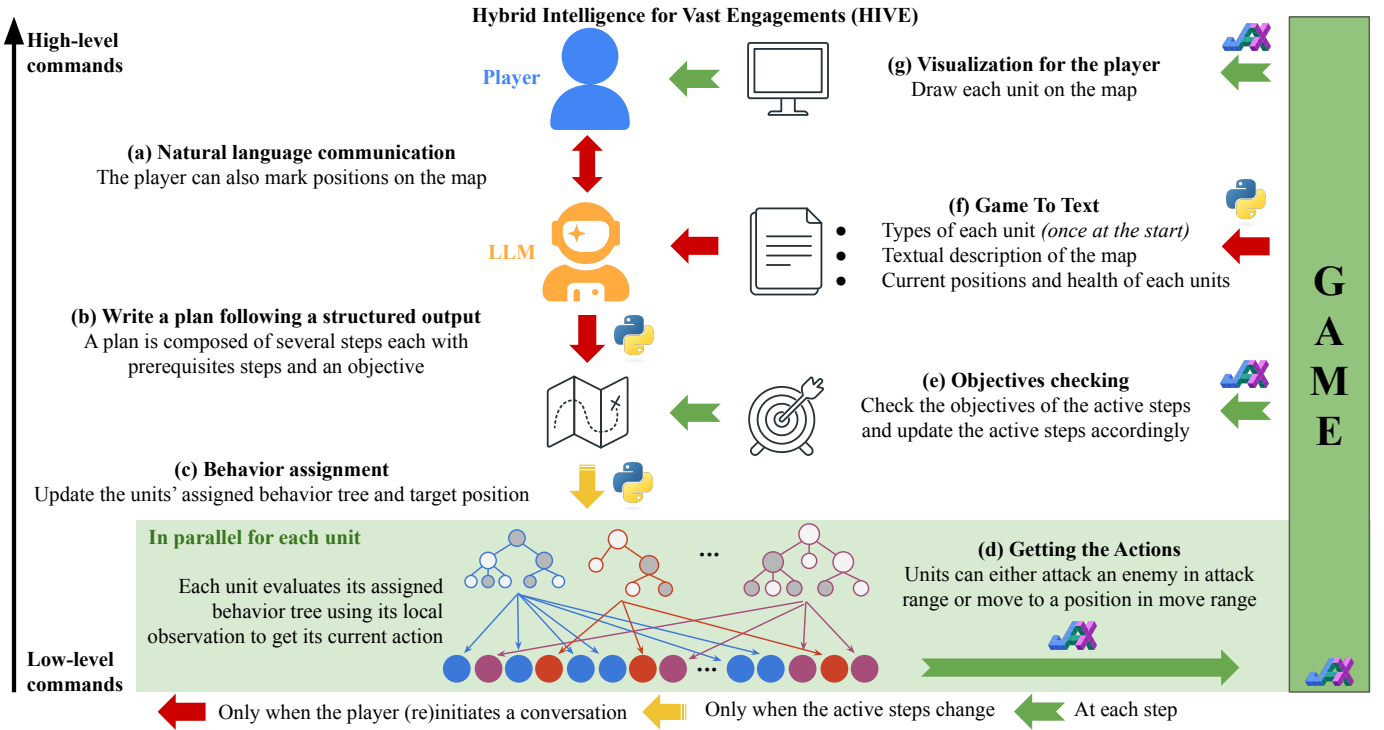 Hybrid Intelligence for Vast Engagements (HIVE)
High-level
commands
Player
(g) Visualization for the player
Draw each unit on the map
JAX
(a) Natural language communication
The player can also mark positions on the map
LLM
(f) Game To Text
• Types of each unit (once at the start)
• Textual description of the map
• Current positions and health of each units
(b) Write a plan following a structured output
A plan is composed of several steps each with
prerequisites steps and an objective
(e) Objectives checking
Check the objectives of the active steps
and update the active steps accordingly
JAX
G
A
M
E
(c) Behavior assignment
Update the units’ assigned behavior tree and target position
In parallel for each unit
Each unit evaluates its assigned
behavior tree using its local
observation to get its current action
...
...
(d) Getting the Actions
Units can either attack an enemy in attack
range or move to a position in move range
JAX
JAX
Low-level
commands
Only when the player (re)initiates a conversation
Only when the active steps change
At each step